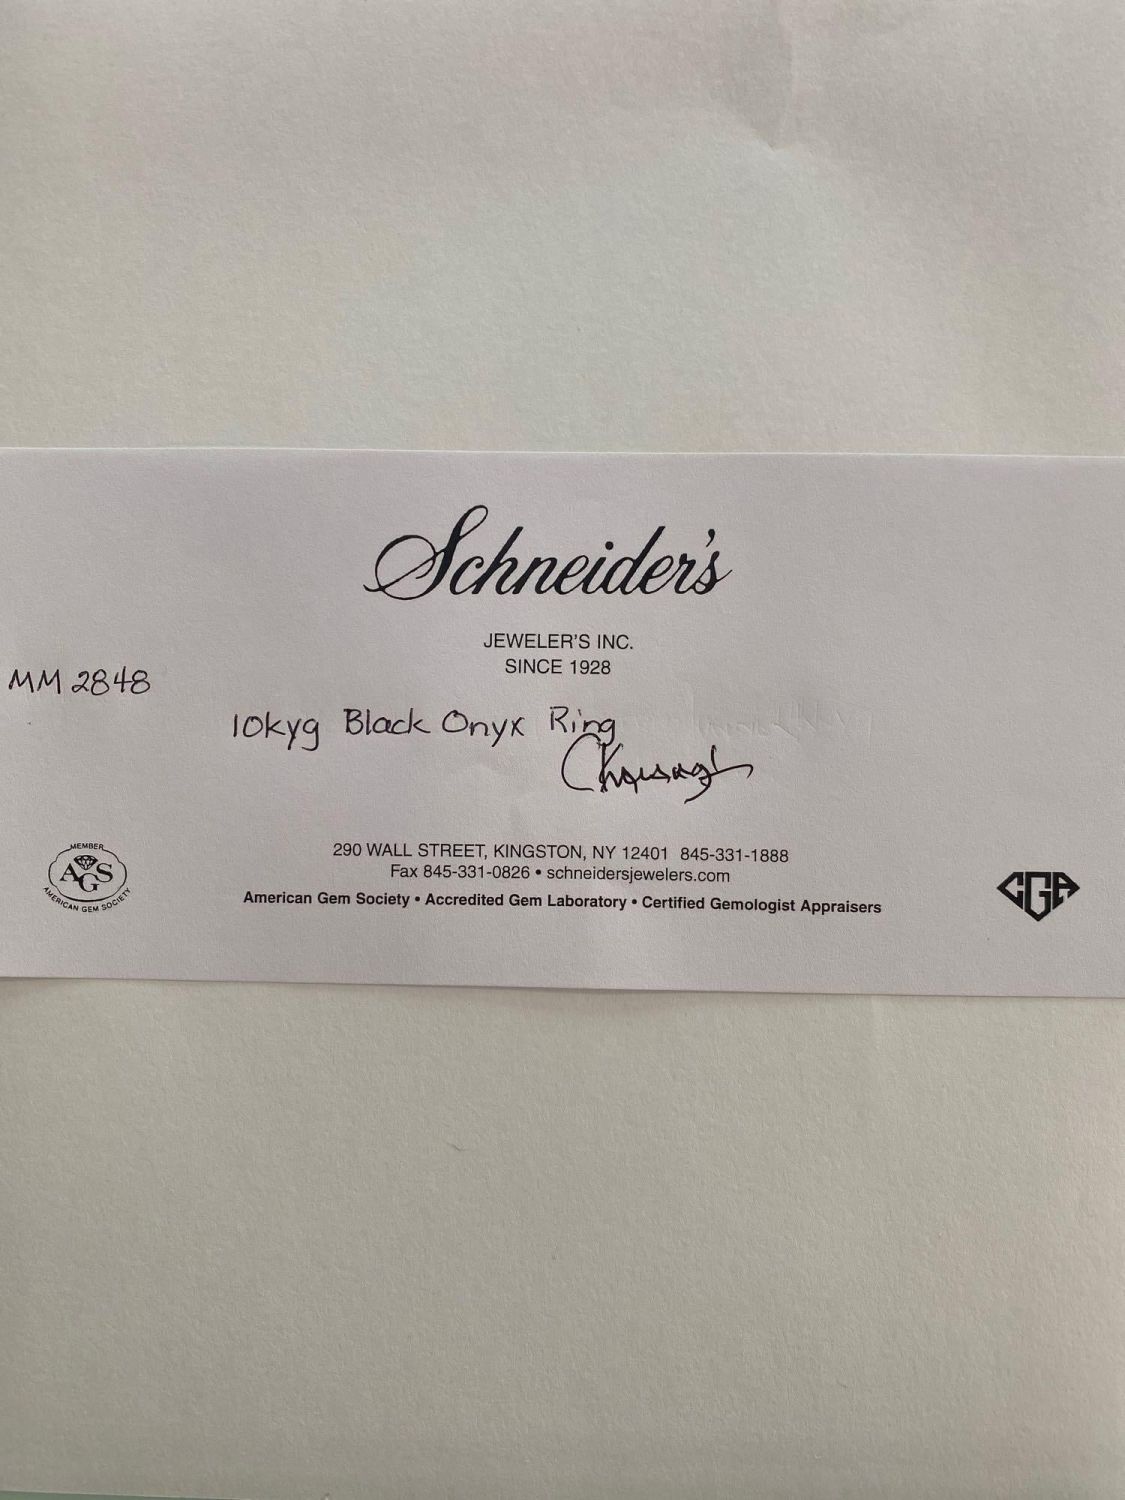 Schneider's
JEWELER'S INC.
SINCE 1928
MM 2848
10kyg Black Onyx Ring
290 WALL STREET, KINGSTON, NY 12401 845-331-1888
Fax 845-331-0826 • schneidersjewelers.com
American Gem Society • Accredited Gem Laboratory • Certified Gemologist Appraisers
MEMBER
AGS
AMERICAN GEM SOCIETY
CGA